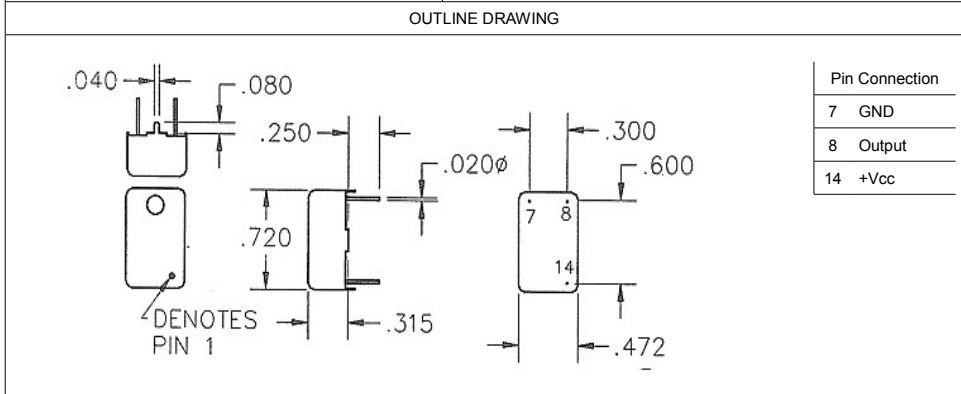 OUTLINE DRAWING
.040
.080
.250
.020ø
.720
.315
DENOTES
PIN 1
.300
.600
7
8
14
.472
Pin Connection
7 GND
8 Output
14 +Vcc